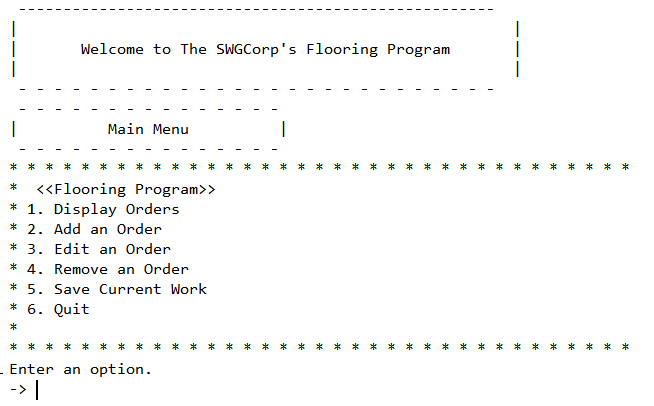 -----------------------------------------------------
|                                                       |
|       Welcome to The SWGCorp's Flooring Program       |
|                                                       |
- - - - - - - - - - - - - - - - - - - - - - - - - - -
- - - - - - - - - - - - - - -
|          Main Menu          |
- - - - - - - - - - - - - - -
* * * * * * * * * * * * * * * * * * * * * * * * * * * * * * * * * * *
*  <<Flooring Program>>
* 1. Display Orders
* 2. Add an Order
* 3. Edit an Order
* 4. Remove an Order
* 5. Save Current Work
* 6. Quit
*
* * * * * * * * * * * * * * * * * * * * * * * * * * * * * * * * * * *
Enter an option.
->